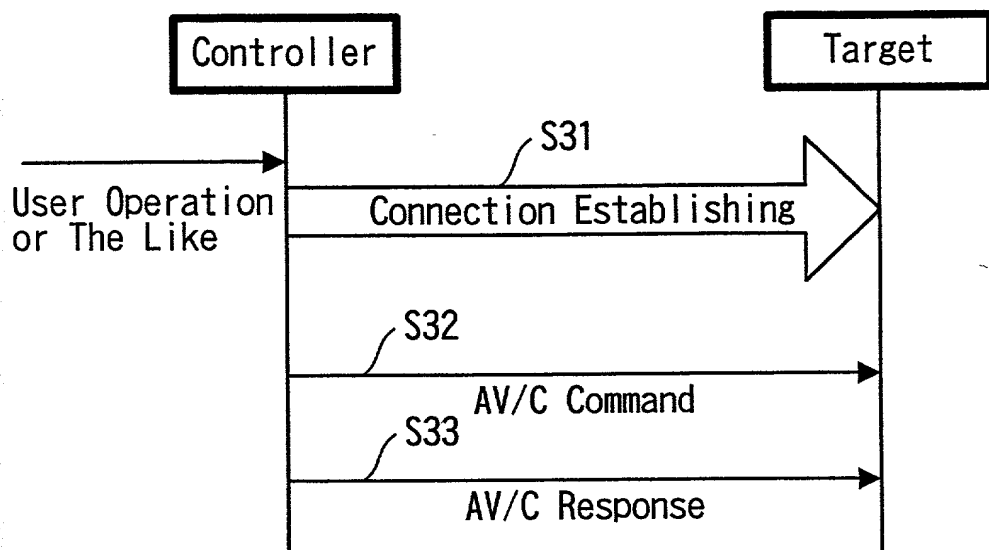 Controller
Target
S31
User Operation
or The Like
Connection Establishing
S32
AV/C Command
S33
AV/C Response